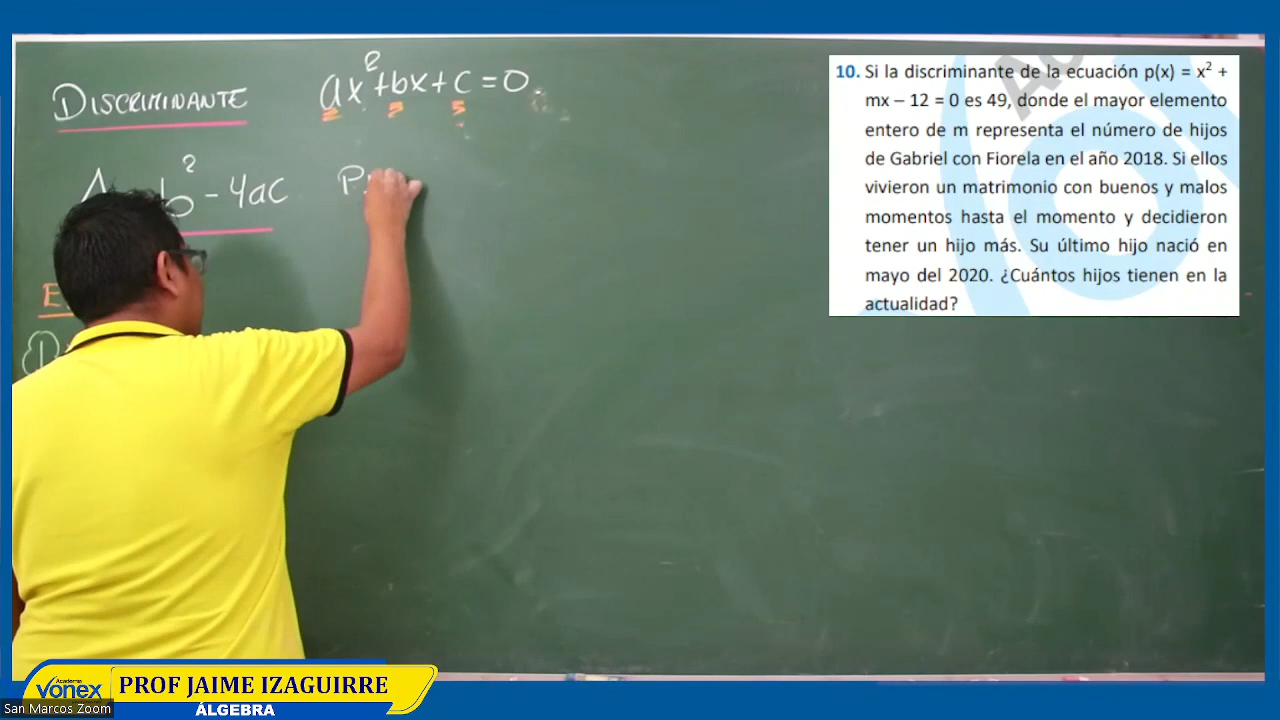 DISCRIMINANTE
ax² + bx + c = 0
b² - 4ac
10. Si la discriminante de la ecuación p(x) = x² +
mx – 12 = 0 es 49, donde el mayor elemento
entero de m representa el número de hijos
de Gabriel con Fiorela en el año 2018. Si ellos
vivieron un matrimonio con buenos y malos
momentos hasta el momento y decidieron
tener un hijo más. Su último hijo nació en
mayo del 2020. ¿Cuántos hijos tienen en la
actualidad?
Academia
VONEX
PROF JAIME IZAGUIRRE
ÁLGEBRA
San Marcos Zoom